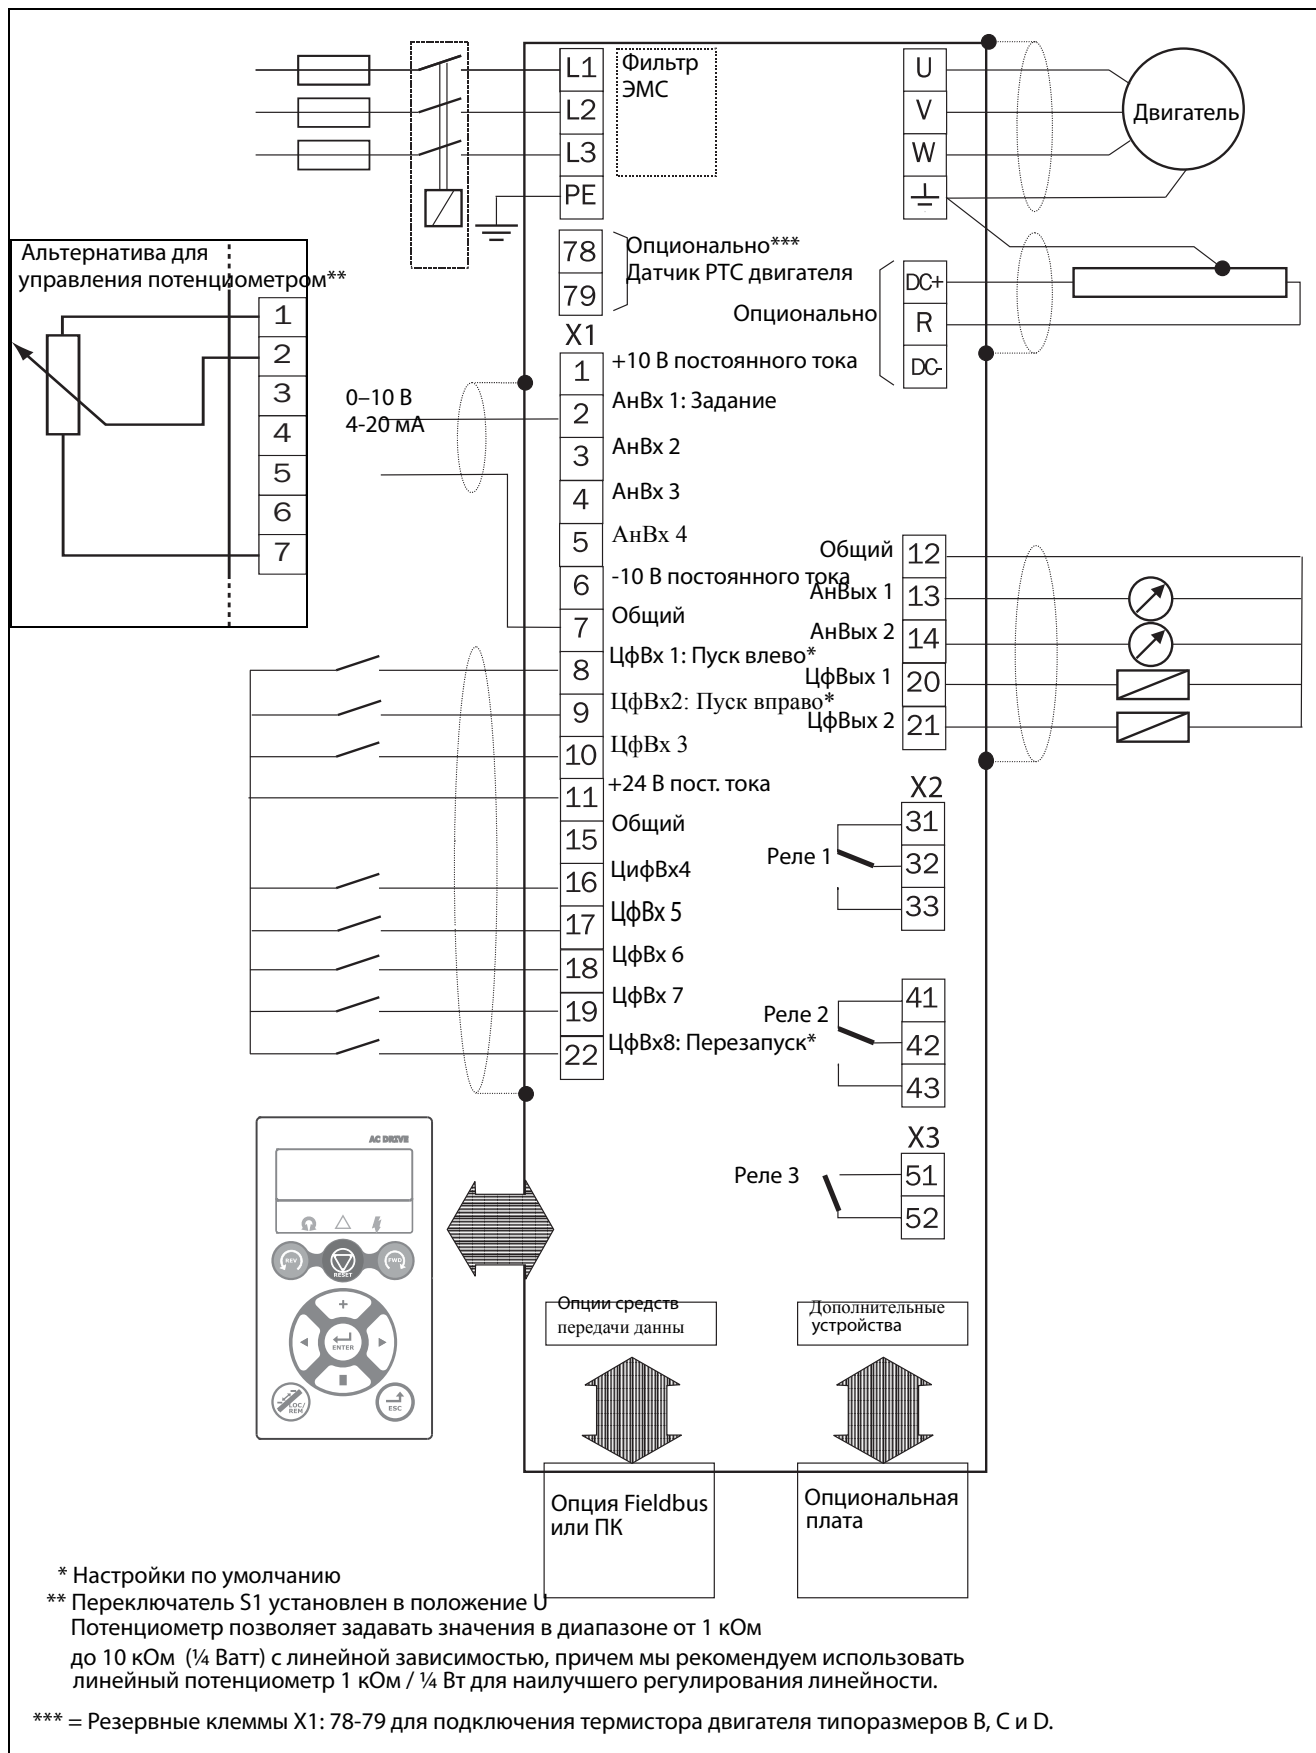 L1
L2
L3
PE
Фильтр
ЭМС
U
V
W
Двигатель
Альтернатива для
управления потенциометром**
1
2
3
4
5
6
7
78
79
Опционально***
Датчик РТС двигателя
Опционально
DC+
R
DC-
X1
0–10 В
4-20 мА
1 +10 В постоянного тока
2 АнВх 1: Задание
3 АнВх 2
4 АнВх 3
5 АнВх 4
6 -10 В постоянного тока
7 Общий
8 ЦфВх 1: Пуск влево*
9 ЦфВх2: Пуск вправо*
10 ЦфВх 3
11 +24 В пост. тока
15 Общий
16 ЦифВх4
17 ЦфВх 5
18 ЦфВх 6
19 ЦфВх 7
22 ЦфВх8: Перезапуск*
Общий 12
АнВых 1 13
АнВых 2 14
ЦфВых 1 20
ЦфВых 2 21
X2
31
Реле 1 32
33
41
Реле 2 42
43
X3
Реле 3 51
52
AC DRIVE
REV
RESET
FWD
+
ENTER
LOC/
REM
ESC
Опции средств
передачи данны
Дополнительные
устройства
Опция Fieldbus
или ПК
Опциональная
плата
* Настройки по умолчанию
** Переключатель S1 установлен в положение U
Потенциометр позволяет задавать значения в диапазоне от 1 кОм
до 10 кОм (¼ Ватт) с линейной зависимостью, причем мы рекомендуем использовать
линейный потенциометр 1 кОм / ¼ Вт для наилучшего регулирования линейности.
*** = Резервные клеммы X1: 78-79 для подключения термистора двигателя типоразмеров B, C и D.